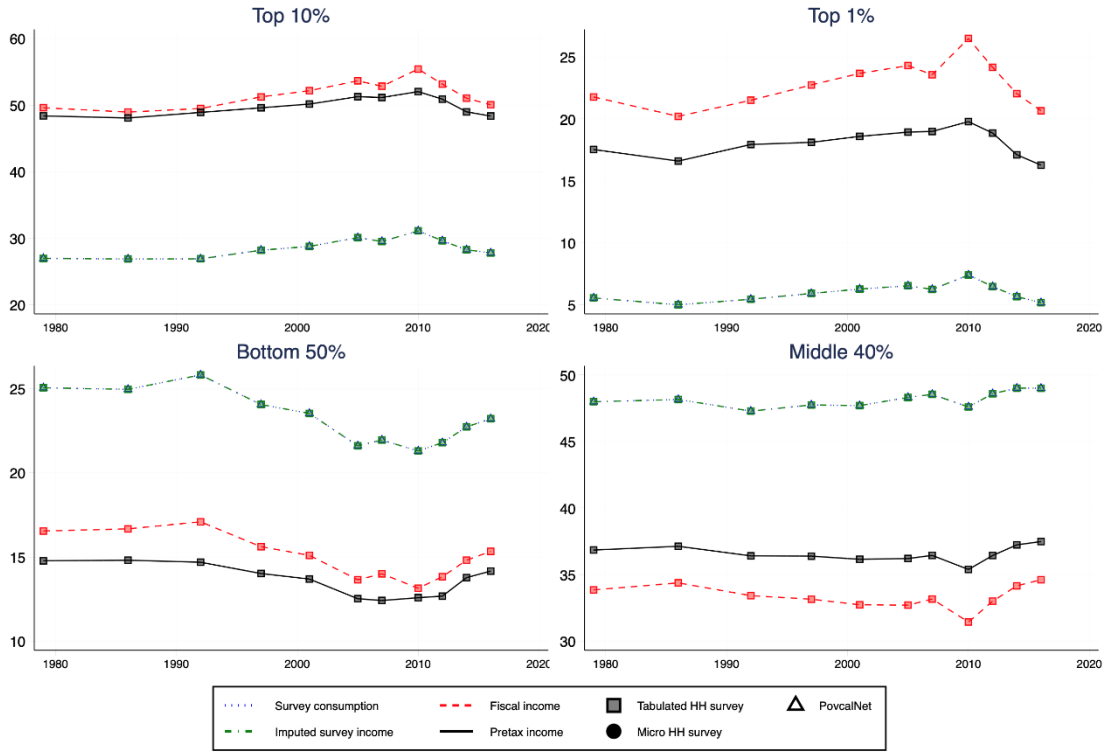 Top 10%
Top 1%
60
50
40
30
20
1980 1990 2000 2010 2020
25
20
15
10
5
1980 1990 2000 2010 2020
Bottom 50%
Middle 40%
25
20
15
10
1980 1990 2000 2010 2020
50
45
40
35
30
1980 1990 2000 2010 2020
Survey consumption Fiscal income Tabulated HH survey PovcalNet
Imputed survey income Pretax income Micro HH survey